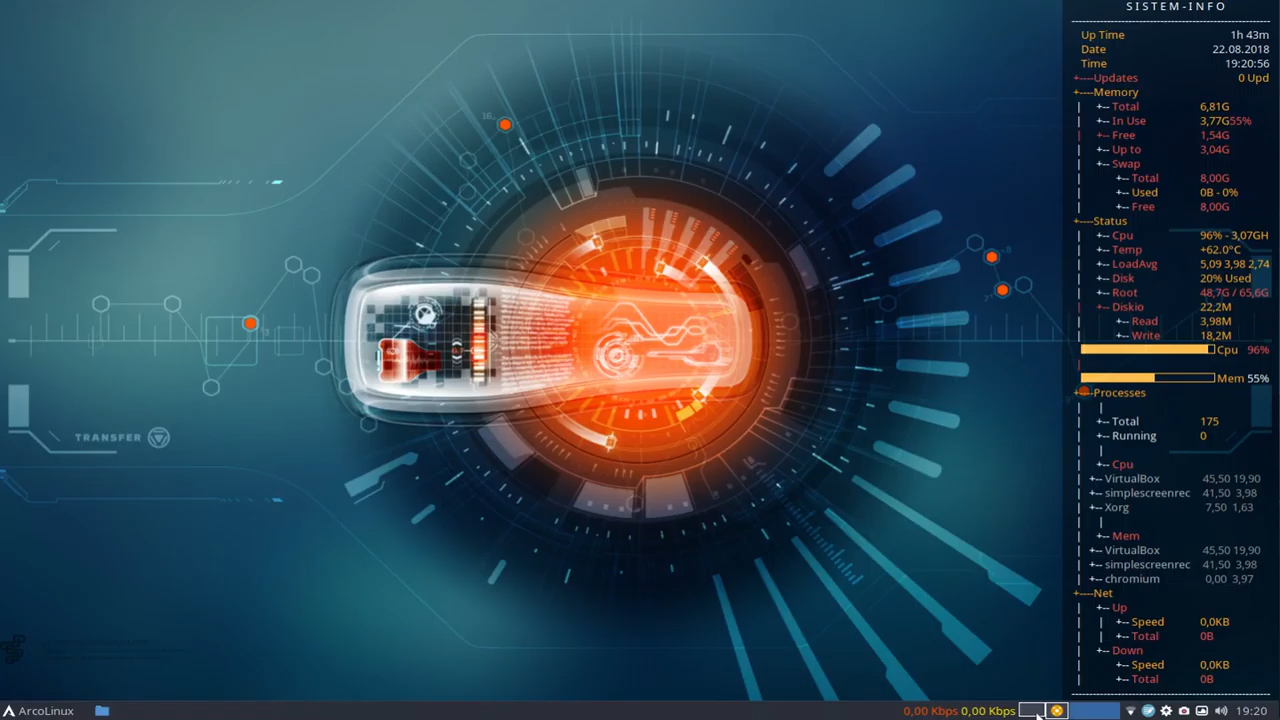 SISTEM-INFO
Up Time 1h 43m
Date 22.08.2018
Time 19:20:56
+----Updates 0 Upd
+----Memory
+-- Total 6,81G
+-- In Use 3,77G55%
+-- Free 1,54G
+-- Up to 3,04G
+-- Swap
+-- Total 8,00G
+-- Used 0B - 0%
+-- Free 8,00G
+----Status
+-- Cpu 96% - 3,07GH
+-- Temp +62.0°C
+-- LoadAvg 5,09 3,98 2,74
+-- Disk 20% Used
+-- Root 48,7G / 65,6G
+-- Diskio 22,2M
+-- Read 3,98M
+-- Write 18,2M
Cpu 96%
Mem 55%
+----Processes
|
+-- Total 175
+-- Running 0
|
+-- Cpu
+-- VirtualBox 45,50 19,90
+-- simplescreenrec 41,50 3,98
+-- Xorg 7,50 1,63
|
+-- Mem
+-- VirtualBox 45,50 19,90
+-- simplescreenrec 41,50 3,98
+-- chromium 0,00 3,97
+----Net
+-- Up
+-- Speed 0,0KB
+-- Total 0B
+-- Down
+-- Speed 0,0KB
+-- Total 0B
16
TRANSFER
ArcoLinux 0,00 Kbps 0,00 Kbps 19:20